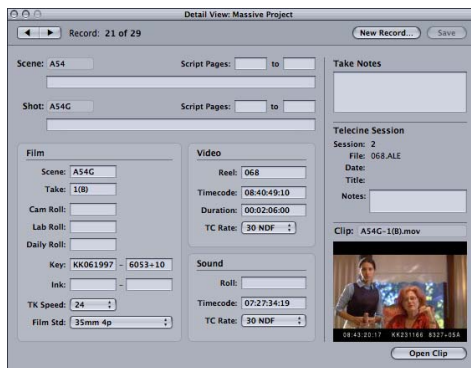 Detail View: Massive Project
Record: 21 of 29
New Record...
Save
Scene: A54
Script Pages:
to
Shot: A54G
Script Pages:
to
Film
Scene: A54G
Take: 1(B)
Cam Roll:
Lab Roll:
Daily Roll:
Key: KK061997 - 6053+10
Ink: -
TK Speed: 24
Film Std: 35mm 4p
Video
Reel: 068
Timecode: 08:40:49:10
Duration: 00:02:06:00
TC Rate: 30 NDF
Sound
Roll:
Timecode: 07:27:34:19
TC Rate: 30 NDF
Take Notes
Telecine Session
Session: 2
File: 068.ALE
Date:
Title:
Notes:
Clip: A54G-1(B).mov
08:43:20:17 KK231166 8327+05A
Open Clip